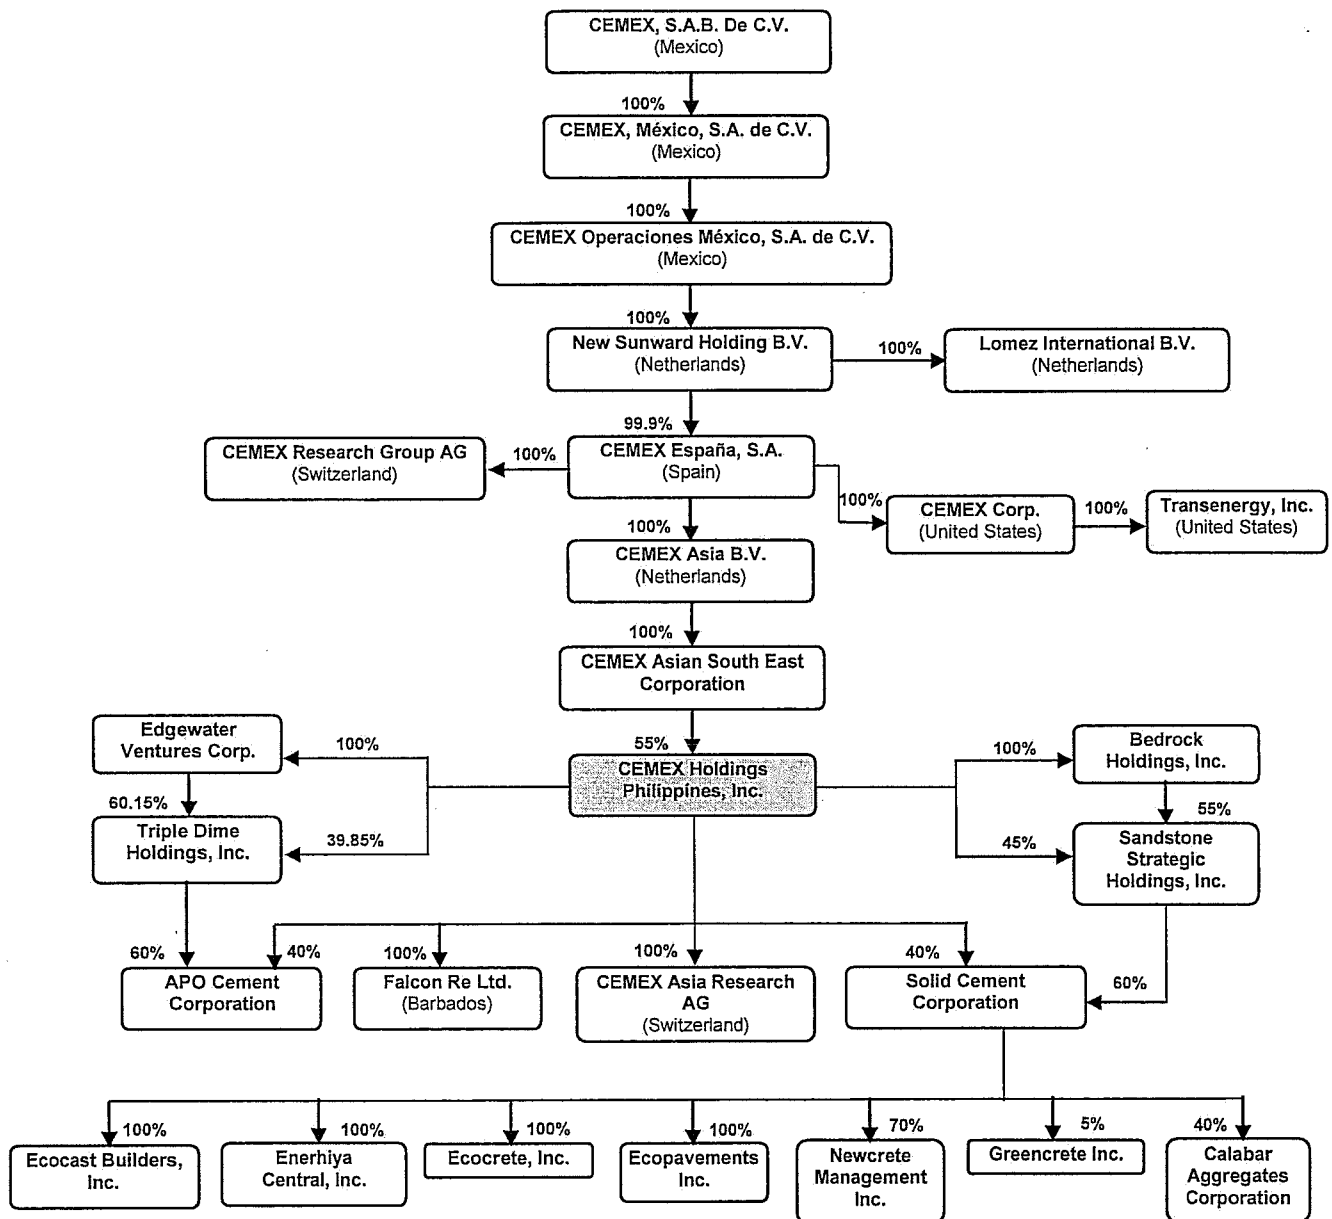 CEMEX, S.A.B. De C.V.
(Mexico)
100%
CEMEX, México, S.A. de C.V.
(Mexico)
100%
CEMEX Operaciones México, S.A. de C.V.
(Mexico)
100%
New Sunward Holding B.V.
(Netherlands)
100%
Lomez International B.V.
(Netherlands)
99.9%
CEMEX Research Group AG
(Switzerland)
100%
CEMEX España, S.A.
(Spain)
100%
CEMEX Corp.
(United States)
100%
Transenergy, Inc.
(United States)
100%
CEMEX Asia B.V.
(Netherlands)
100%
CEMEX Asian South East
Corporation
Edgewater
Ventures Corp.
100%
55%
CEMEX Holdings
Philippines, Inc.
100%
Bedrock
Holdings, Inc.
60.15%
55%
Triple Dime
Holdings, Inc.
39.85%
45%
Sandstone
Strategic
Holdings, Inc.
60%
40%
APO Cement
Corporation
100%
Falcon Re Ltd.
(Barbados)
100%
CEMEX Asia Research
AG
(Switzerland)
40%
Solid Cement
Corporation
60%
100%
Ecocast Builders,
Inc.
100%
Enerhiya
Central, Inc.
100%
Ecocrete, Inc.
100%
Ecopavements
Inc.
70%
Newcrete
Management
Inc.
5%
Greencrete Inc.
40%
Calabar
Aggregates
Corporation